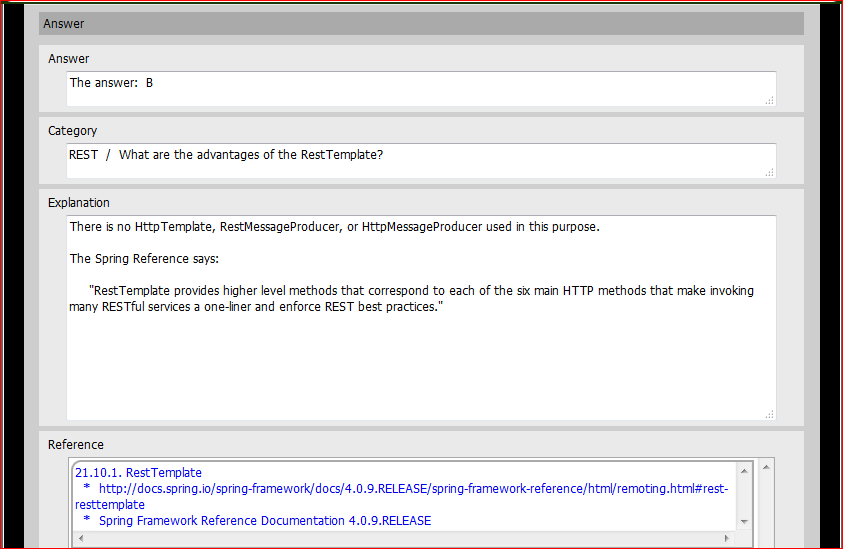 Answer
Answer
The answer:  B
Category
REST  /  What are the advantages of the RestTemplate?
Explanation
There is no HttpTemplate, RestMessageProducer, or HttpMessageProducer used in this purpose.
The Spring Reference says:
"RestTemplate provides higher level methods that correspond to each of the six main HTTP methods that make invoking
many RESTful services a one-liner and enforce REST best practices."
Reference
21.10.1. RestTemplate
*  http://docs.spring.io/spring-framework/docs/4.0.9.RELEASE/spring-framework-reference/html/remoting.html#rest-
resttemplate
*  Spring Framework Reference Documentation 4.0.9.RELEASE